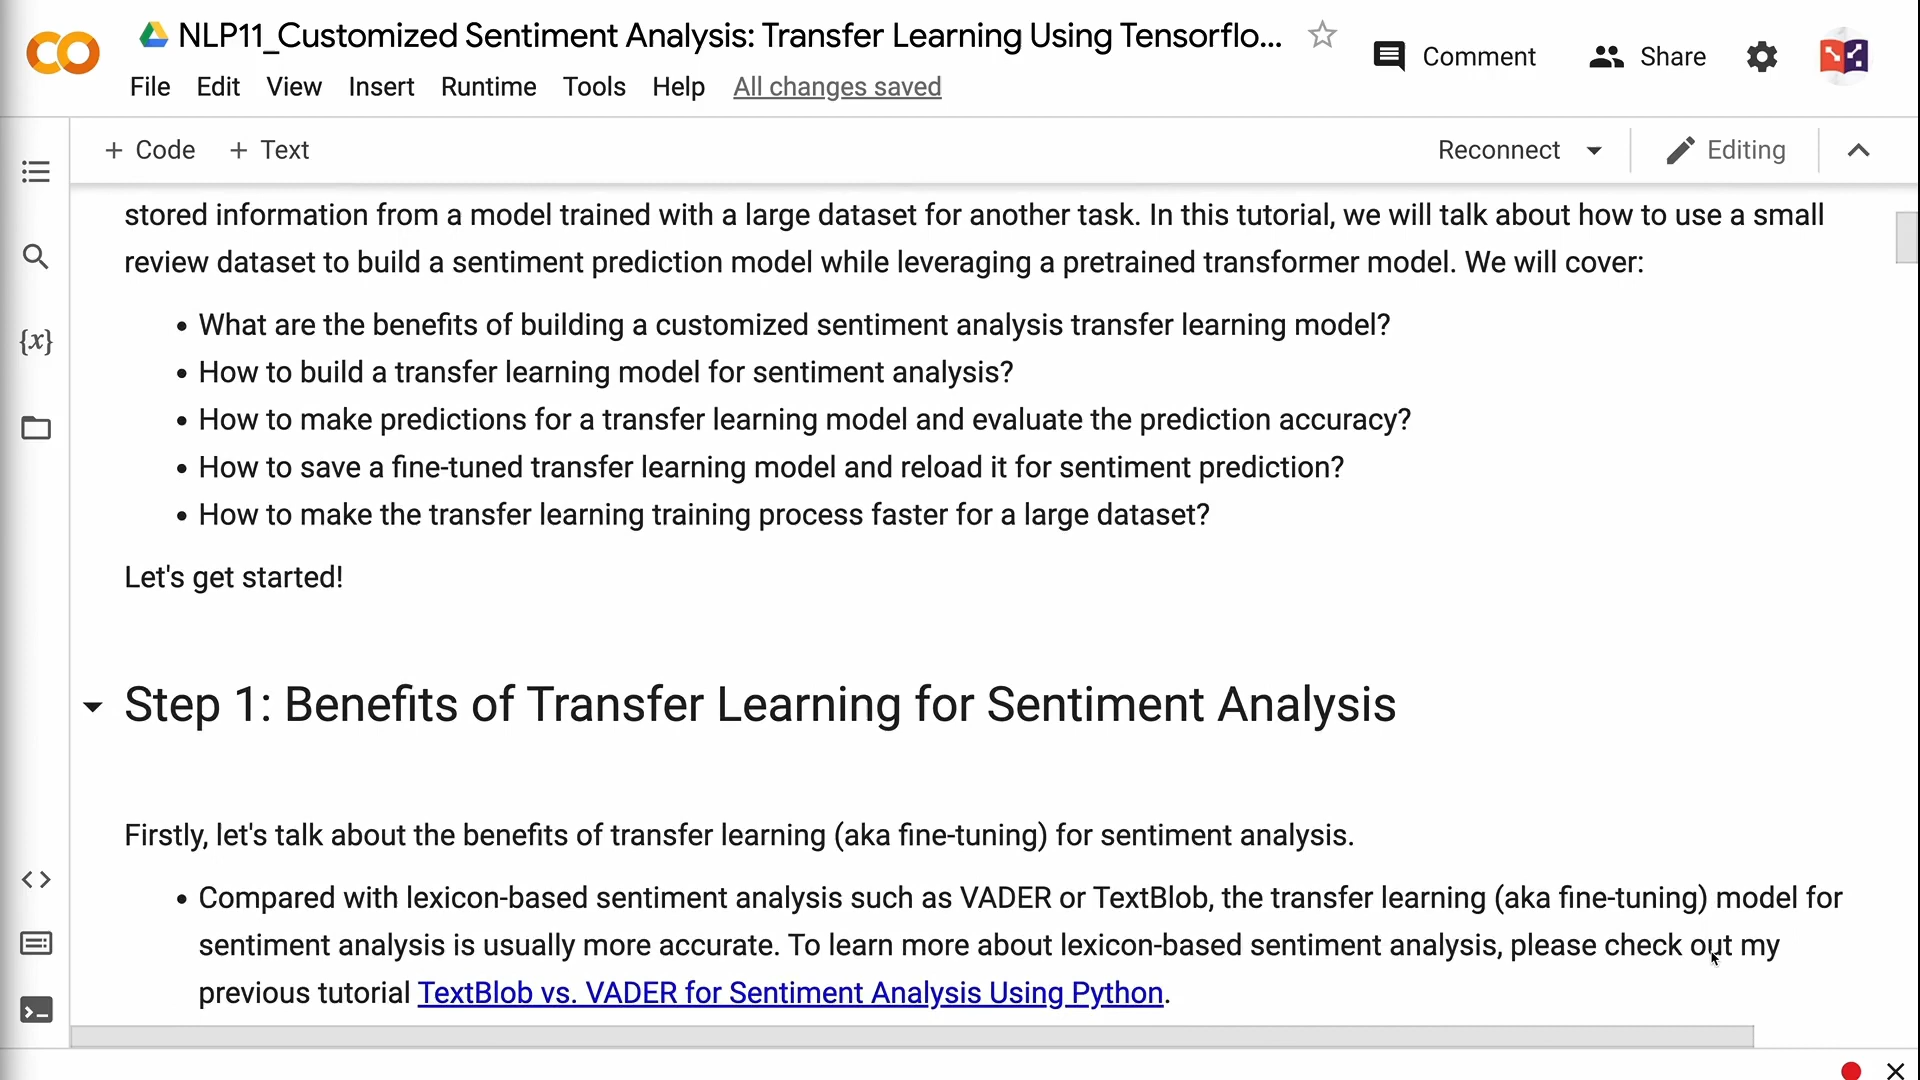 NLP11_Customized Sentiment Analysis: Transfer Learning Using Tensorflo...
Comment
Share
File Edit View Insert Runtime Tools Help All changes saved
+ Code + Text
Reconnect
Editing
stored information from a model trained with a large dataset for another task. In this tutorial, we will talk about how to use a small
review dataset to build a sentiment prediction model while leveraging a pretrained transformer model. We will cover:
• What are the benefits of building a customized sentiment analysis transfer learning model?
• How to build a transfer learning model for sentiment analysis?
• How to make predictions for a transfer learning model and evaluate the prediction accuracy?
• How to save a fine-tuned transfer learning model and reload it for sentiment prediction?
• How to make the transfer learning training process faster for a large dataset?
Let's get started!
Step 1: Benefits of Transfer Learning for Sentiment Analysis
Firstly, let's talk about the benefits of transfer learning (aka fine-tuning) for sentiment analysis.
• Compared with lexicon-based sentiment analysis such as VADER or TextBlob, the transfer learning (aka fine-tuning) model for
sentiment analysis is usually more accurate. To learn more about lexicon-based sentiment analysis, please check out my
previous tutorial TextBlob vs. VADER for Sentiment Analysis Using Python.